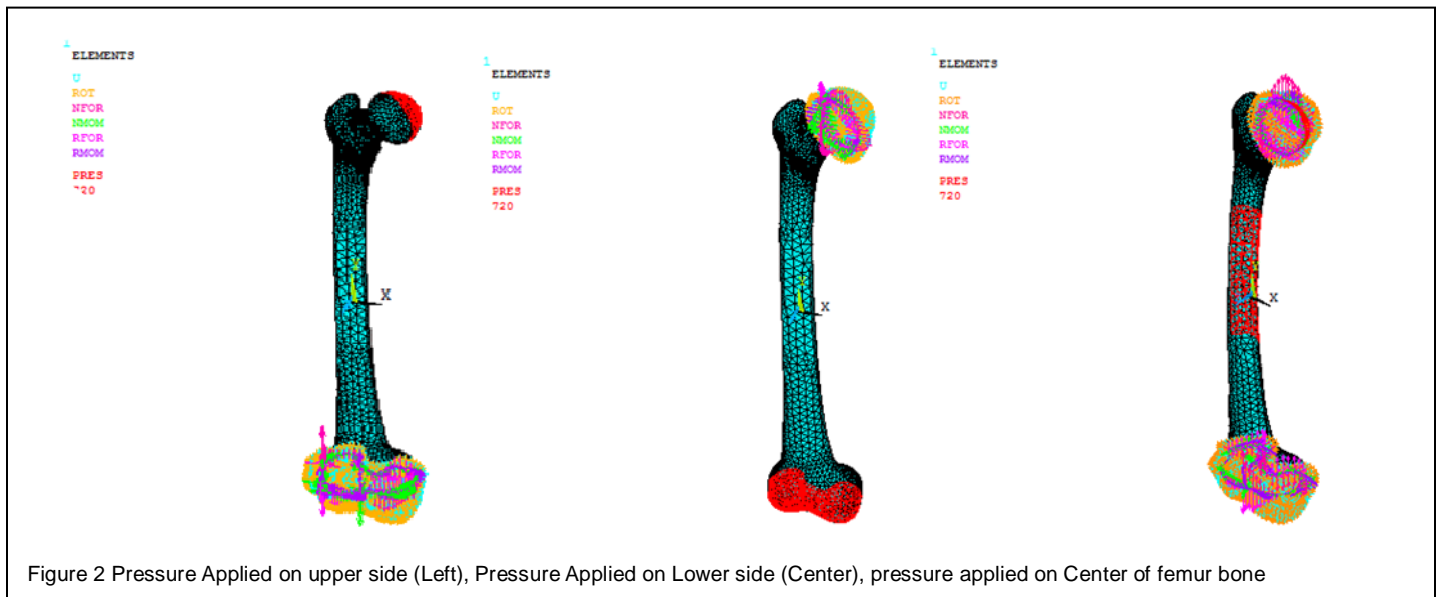 1
ELEMENTS
U
ROT
NFOR
NMOM
RFOR
RMOM
PRES
720
X
1
ELEMENTS
U
ROT
NFOR
NMOM
RFOR
RMOM
PRES
720
X
1
ELEMENTS
U
ROT
NFOR
NMOM
RFOR
RMOM
PRES
720
X
Figure 2 Pressure Applied on upper side (Left), Pressure Applied on Lower side (Center), pressure applied on Center of femur bone